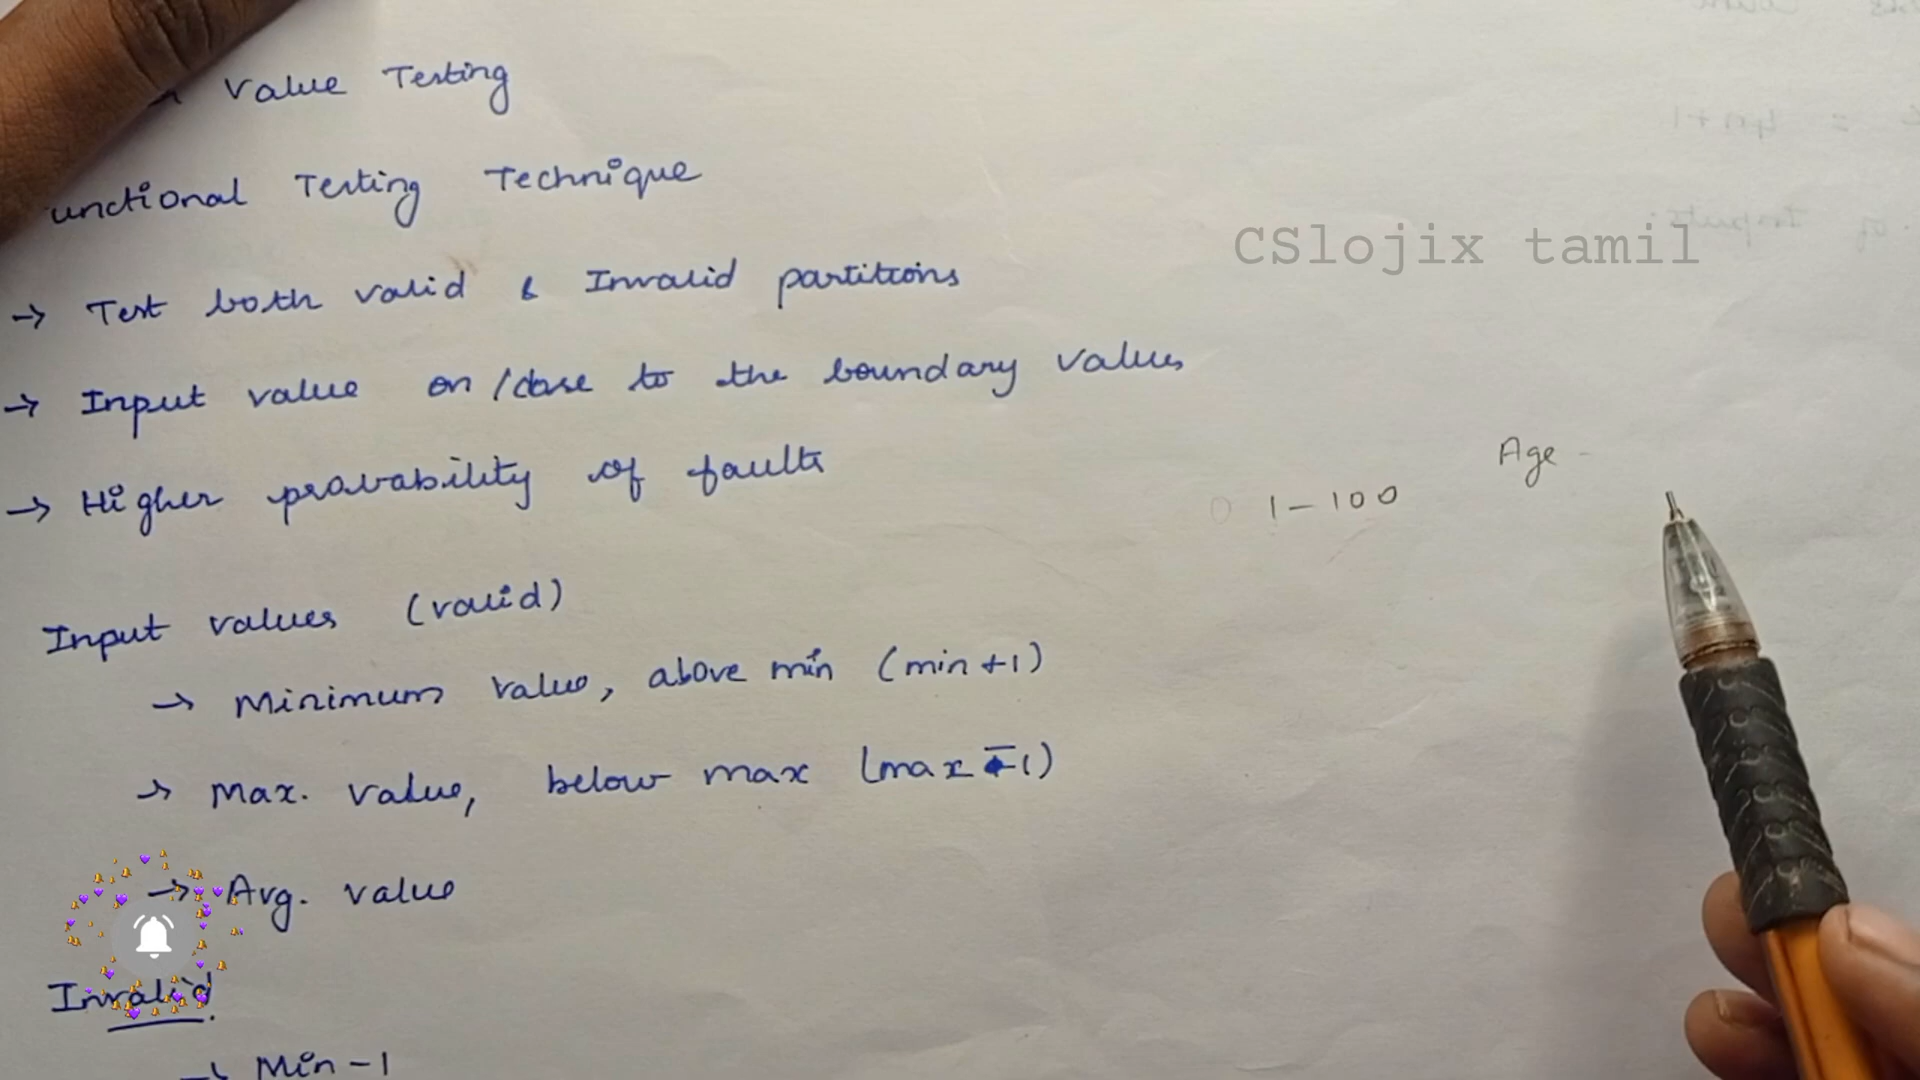 Value Testing
unctional Testing Technique
→ Test both valid & Invalid partitions
CSlojix tamil
→ Input value on/close to the boundary values
→ Higher probability of faults
Age -
0 1-100
Input values (valid)
→ Minimum value, above min (min+1)
→ Max. value, below max (max-1)
→ Avg. value
Invalid
→ Min-1